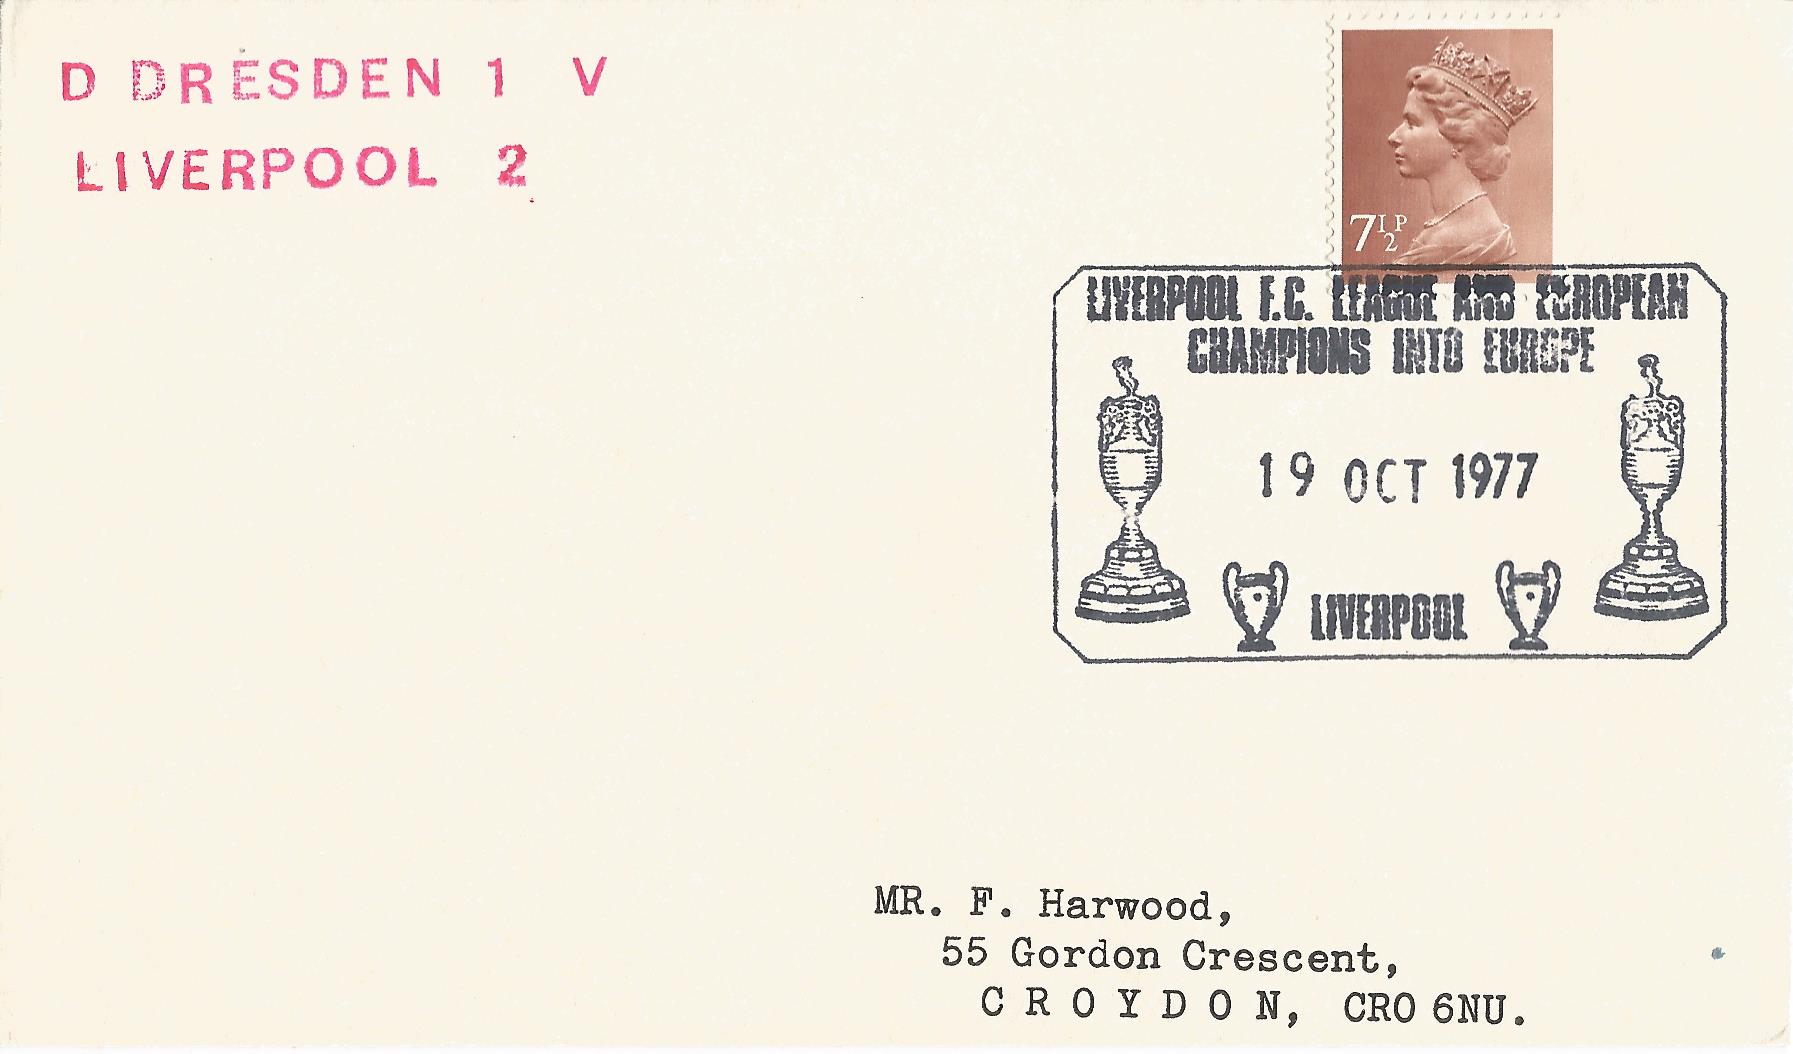 D DRESDEN 1 V
LIVERPOOL 2
7½P
LIVERPOOL F.C. LEAGUE AND EUROPEAN
CHAMPIONS INTO EUROPE
19 OCT 1977
LIVERPOOL
MR. F. Harwood,
55 Gordon Crescent,
CROYDON, CRO 6NU.